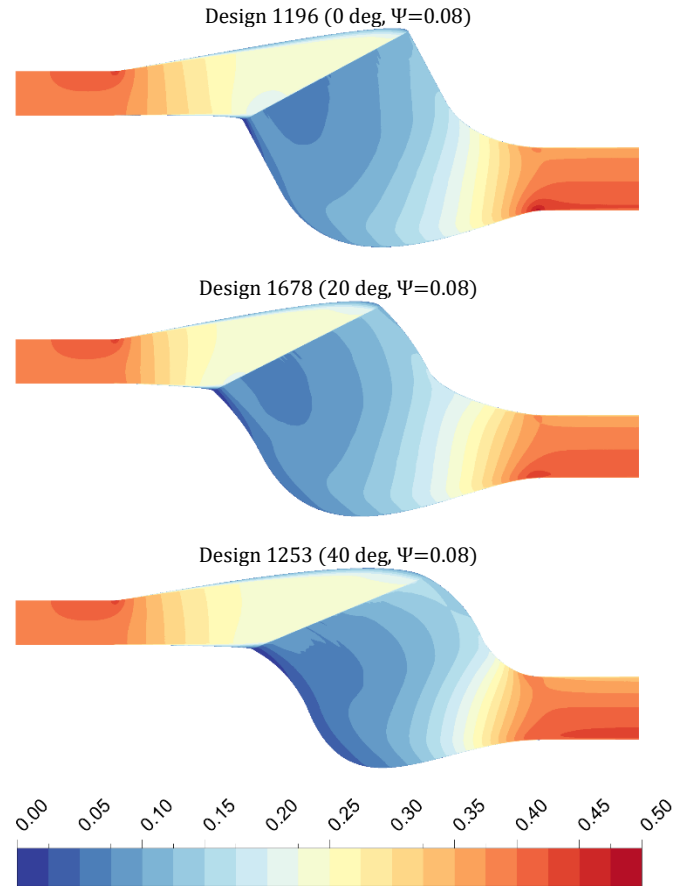 Design 1196 (0 deg, Ψ=0.08)
Design 1678 (20 deg, Ψ=0.08)
Design 1253 (40 deg, Ψ=0.08)
0.00 0.05 0.10 0.15 0.20 0.25 0.30 0.35 0.40 0.45 0.50